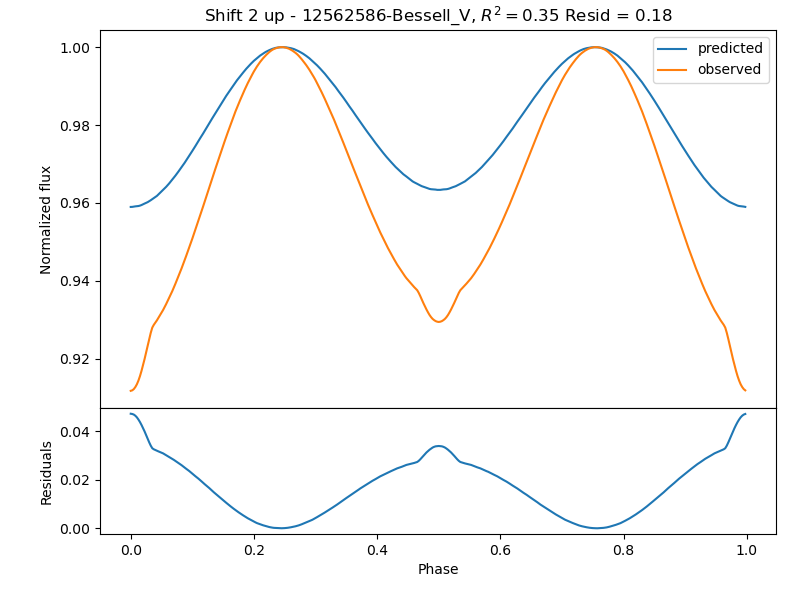 Shift 2 up - 12562586-Bessell_V, R² = 0.35 Resid = 0.18
predicted
observed
Normalized flux
1.00
0.98
0.96
0.94
0.92
Residuals
0.04
0.02
0.00
0.0
0.2
0.4
0.6
0.8
1.0
Phase